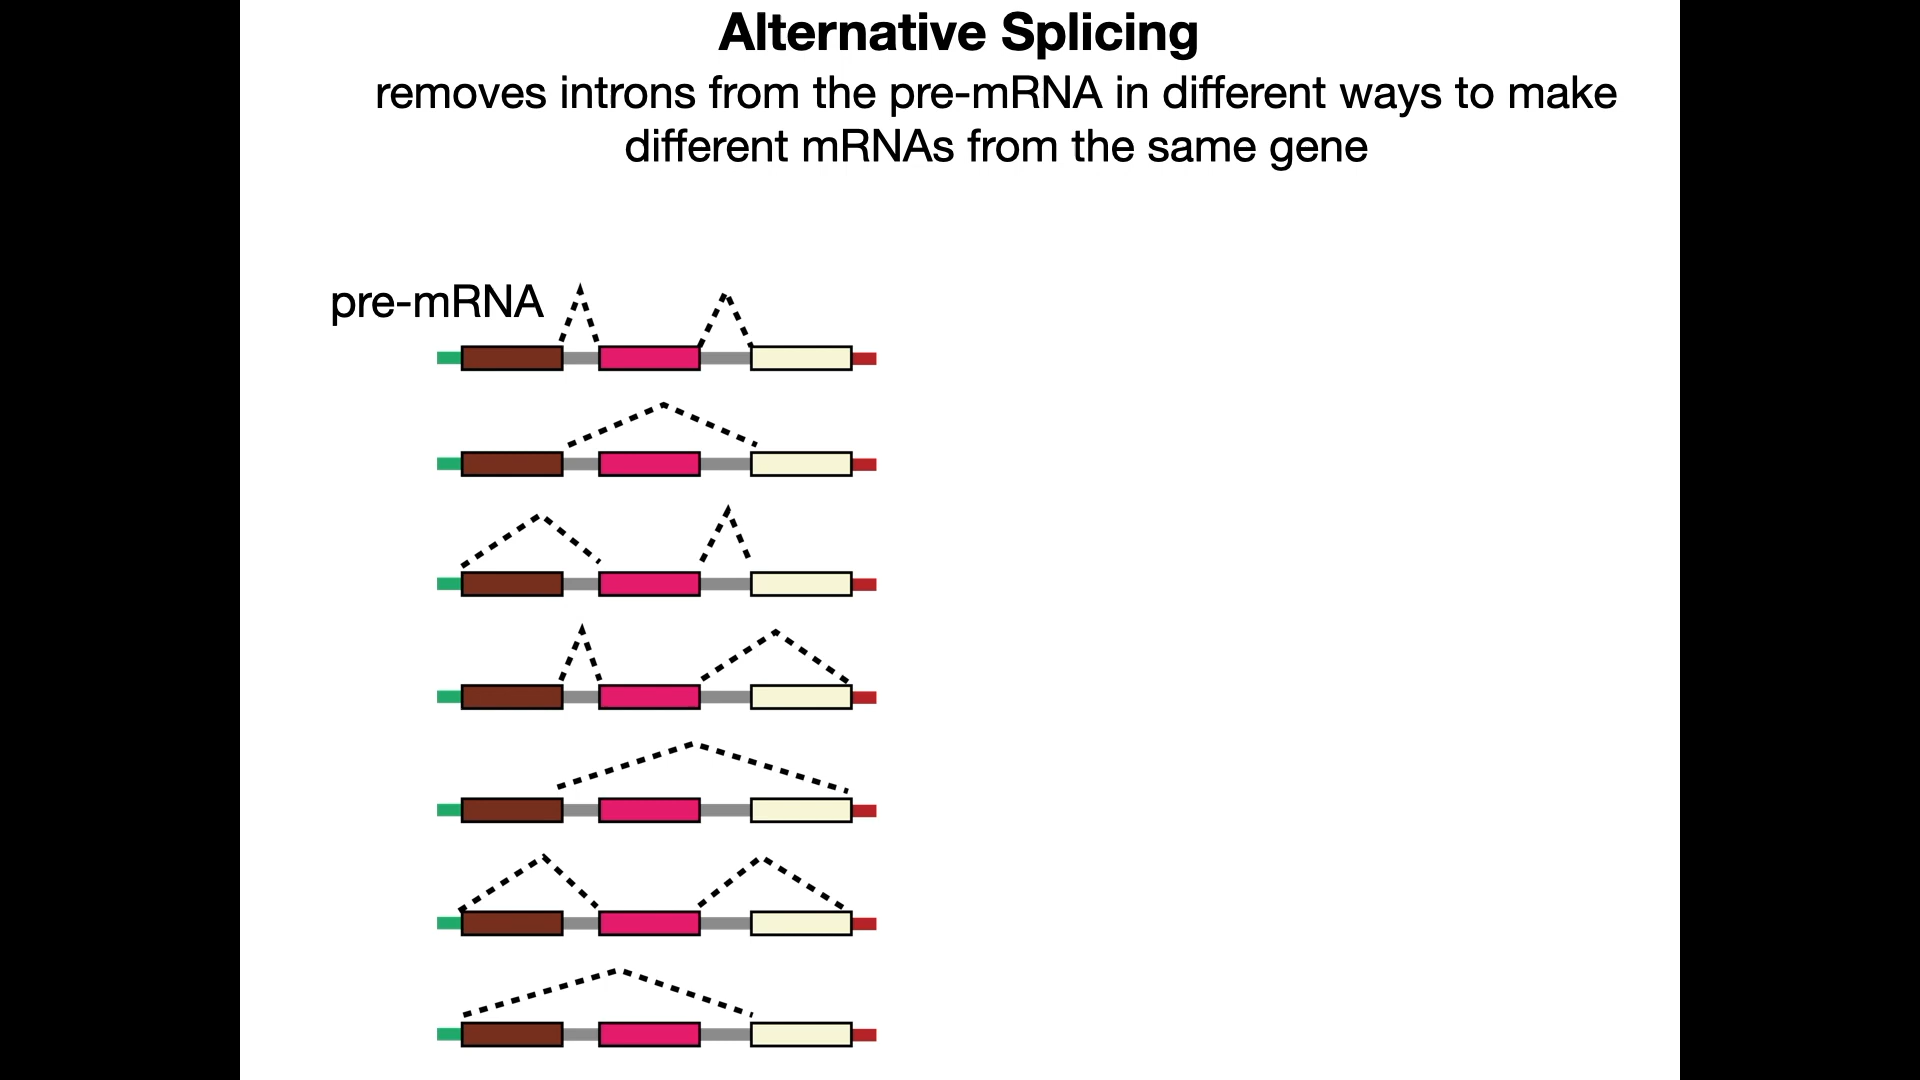 Alternative Splicing
removes introns from the pre-mRNA in different ways to make
different mRNAs from the same gene
pre-mRNA